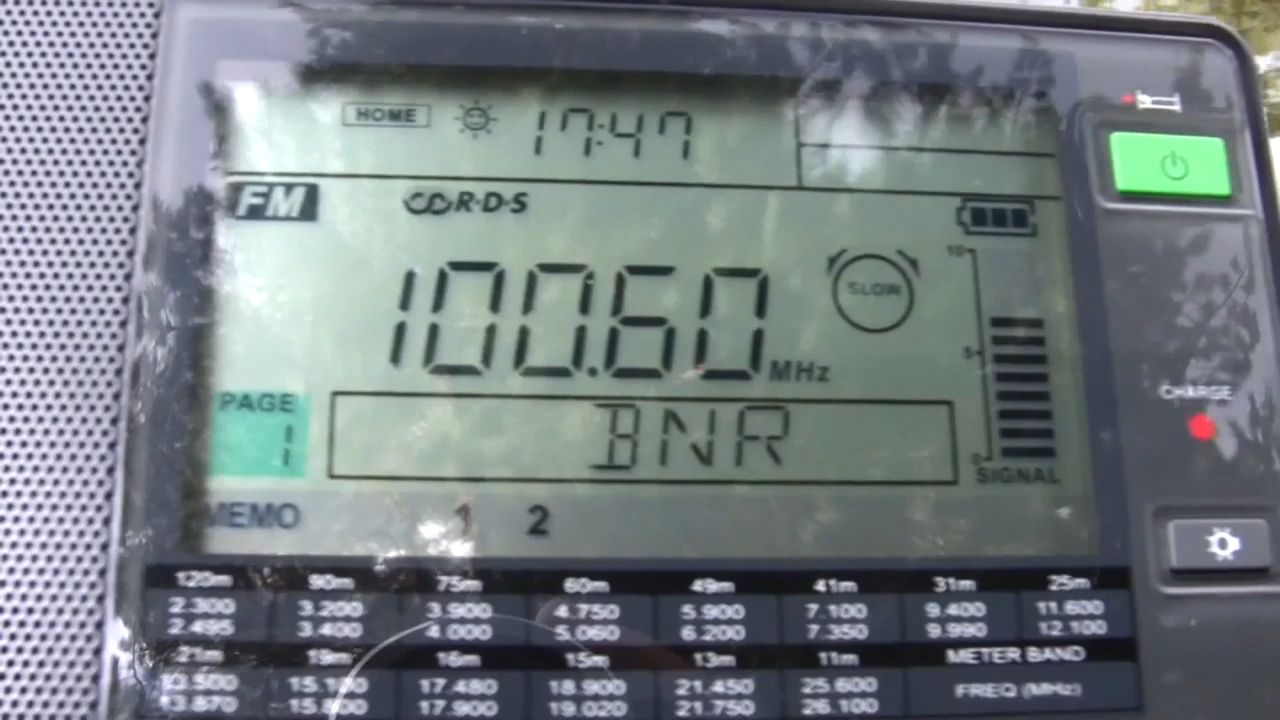 HOME 17:47
FM R·D·S
100.60 MHz
SLOW
10
5
0
SIGNAL
PAGE
1
BNR
MEMO 1 2
CHARGE
120m 90m 75m 60m 49m 41m 31m 25m
2.300 3.200 3.900 4.750 5.900 7.100 9.400 11.600
2.495 3.400 4.000 5.060 6.200 7.350 9.990 12.100
21m 19m 16m 15m 13m 11m METER BAND
13.500 15.100 17.480 18.900 21.450 25.600 FREQ (MHz)
13.870 15.800 17.900 19.020 21.750 26.100